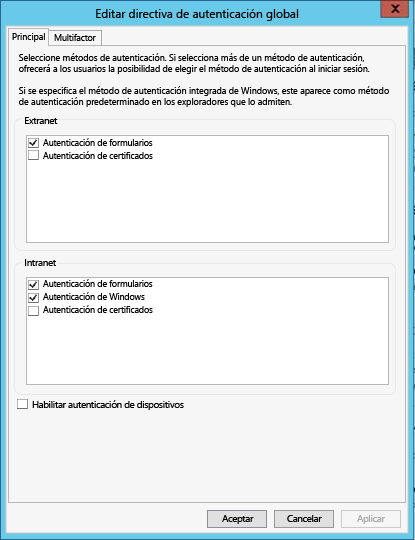 Editar directiva de autenticación global
Principal
Multifactor
Seleccione métodos de autenticación. Si selecciona más de un método de autenticación,
ofrecerá a los usuarios la posibilidad de elegir el método de autenticación al iniciar sesión.
Si se especifica el método de autenticación integrada de Windows, este aparece como método
de autenticación predeterminado en los exploradores que lo admiten.
Extranet
Autenticación de formularios
Autenticación de certificados
Intranet
Autenticación de formularios
Autenticación de Windows
Autenticación de certificados
Habilitar autenticación de dispositivos
Aceptar
Cancelar
Aplicar